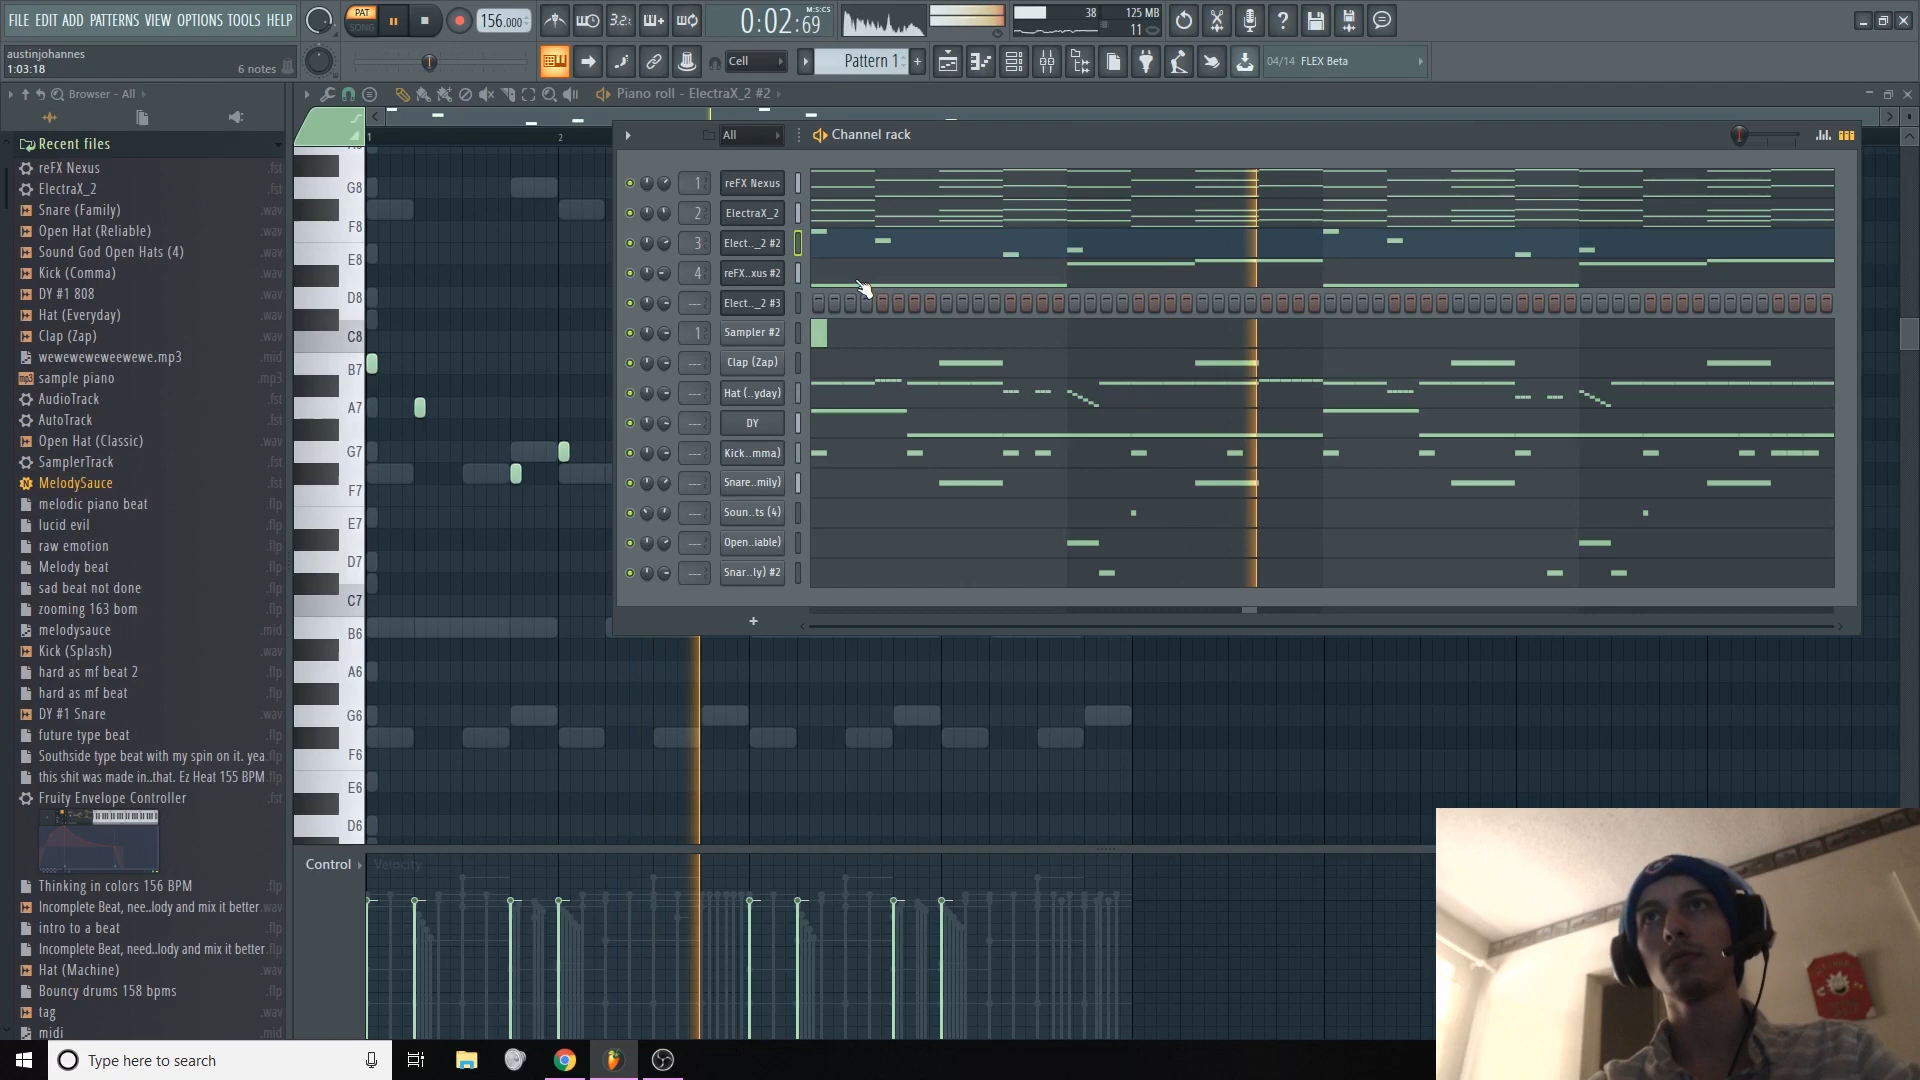 FILE EDIT ADD PATTERNS VIEW OPTIONS TOOLS HELP
PAT
SONG
156.000
3.2
0:02:69
M:S:CS
38
125 MB
11
austinjohannes
1:03:18
6 notes
Cell
Pattern 1
04/14 FLEX Beta
Browser - All
Piano roll - ElectraX_2 #2
Recent files
reFX Nexus .fst
ElectraX_2 .fst
Snare (Family) .wav
Open Hat (Reliable) .wav
Sound God Open Hats (4) .wav
Kick (Comma) .wav
DY #1 808 .wav
Hat (Everyday) .wav
Clap (Zap) .wav
weweweweweewewe.mp3 .mid
sample piano .mp3
AudioTrack .fst
AutoTrack .fst
Open Hat (Classic) .wav
SamplerTrack .fst
MelodySauce .fst
melodic piano beat .flp
lucid evil .flp
raw emotion .flp
Melody beat .flp
sad beat not done .flp
zooming 163 bom .flp
melodysauce .mid
Kick (Splash) .wav
hard as mf beat 2 .flp
hard as mf beat .flp
DY #1 Snare .wav
future type beat .flp
Southside type beat with my spin on it. yea .flp
this shit was made in..that. Ez Heat 155 BPM .flp
Fruity Envelope Controller .fst
Thinking in colors 156 BPM .flp
Incomplete Beat, nee..lody and mix it better .wav
intro to a beat .flp
Incomplete Beat, need..lody and mix it better .flp
Hat (Machine) .wav
Bouncy drums 158 bpms .flp
tag .wav
midi .mid
1
2
G8
F8
E8
D8
C8
B7
A7
G7
F7
E7
D7
C7
B6
A6
G6
F6
E6
D6
Control
Velocity
All
Channel rack
1 reFX Nexus
2 ElectraX_2
3 Elect.._2 #2
4 reFX..xus #2
--- Elect.._2 #3
1 Sampler #2
--- Clap (Zap)
--- Hat (..yday)
--- DY
--- Kick..mma)
--- Snare..mily)
--- Soun..ts (4)
--- Open..iable)
--- Snar..ly) #2
+
Type here to search